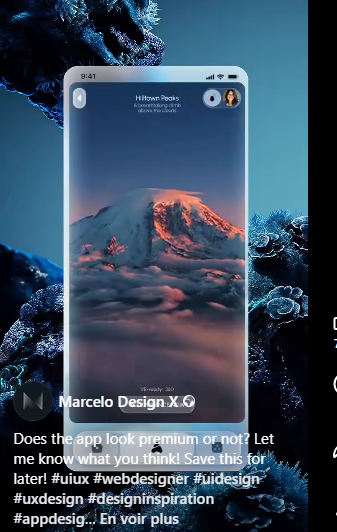 9:41
Hilltown Peaks
A breathtaking climb
above the clouds
Marcelo Design X
Does the app look premium or not? Let
me know what you think! Save this for
later! #uiux #webdesigner #uidesign
#uxdesign #designinspiration
#appdesig... En voir plus